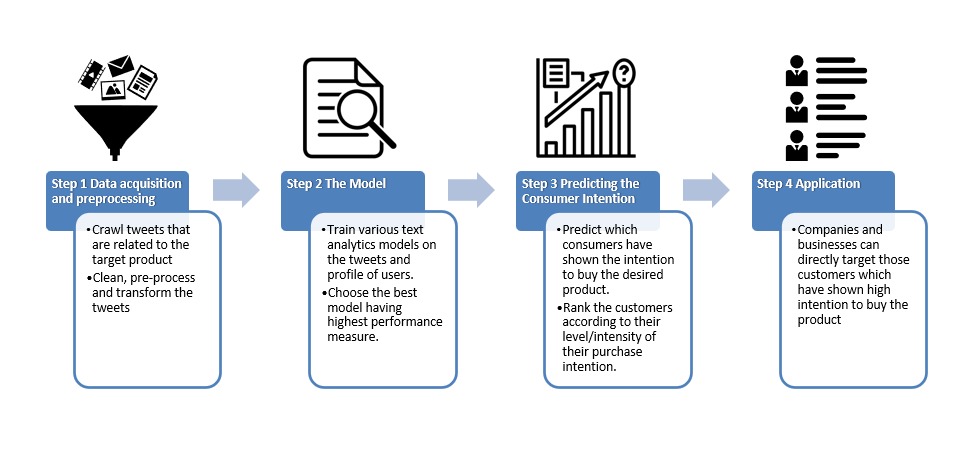 Step 1 Data acquisition
and preprocessing
•Crawl tweets that
are related to the
target product
•Clean, pre-process
and transform the
tweets
Step 2 The Model
•Train various text
analytics models on
the tweets and
profile of users.
•Choose the best
model having
highest performance
measure.
Step 3 Predicting the
Consumer Intention
•Predict which
consumers have
shown the intention
to buy the desired
product.
•Rank the customers
according to their
level/intensity of
their purchase
intention.
?
Step 4 Application
•Companies and
businesses can
directly target those
customers which
have shown high
intention to buy the
product